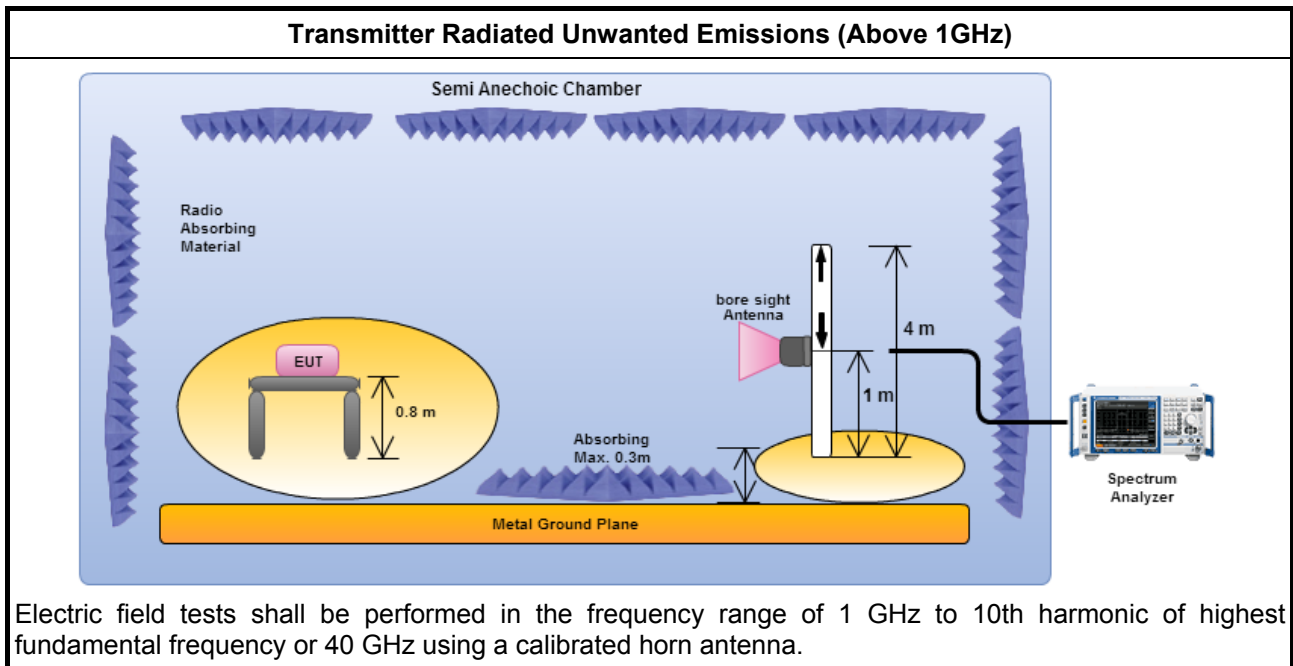 Transmitter Radiated Unwanted Emissions (Above 1GHz)
Semi Anechoic Chamber
Radio
Absorbing
Material
bore sight
Antenna
4 m
EUT
1 m
0.8 m
Absorbing
Max. 0.3m
Spectrum
Analyzer
Metal Ground Plane
Electric field tests shall be performed in the frequency range of 1 GHz to 10th harmonic of highest
fundamental frequency or 40 GHz using a calibrated horn antenna.